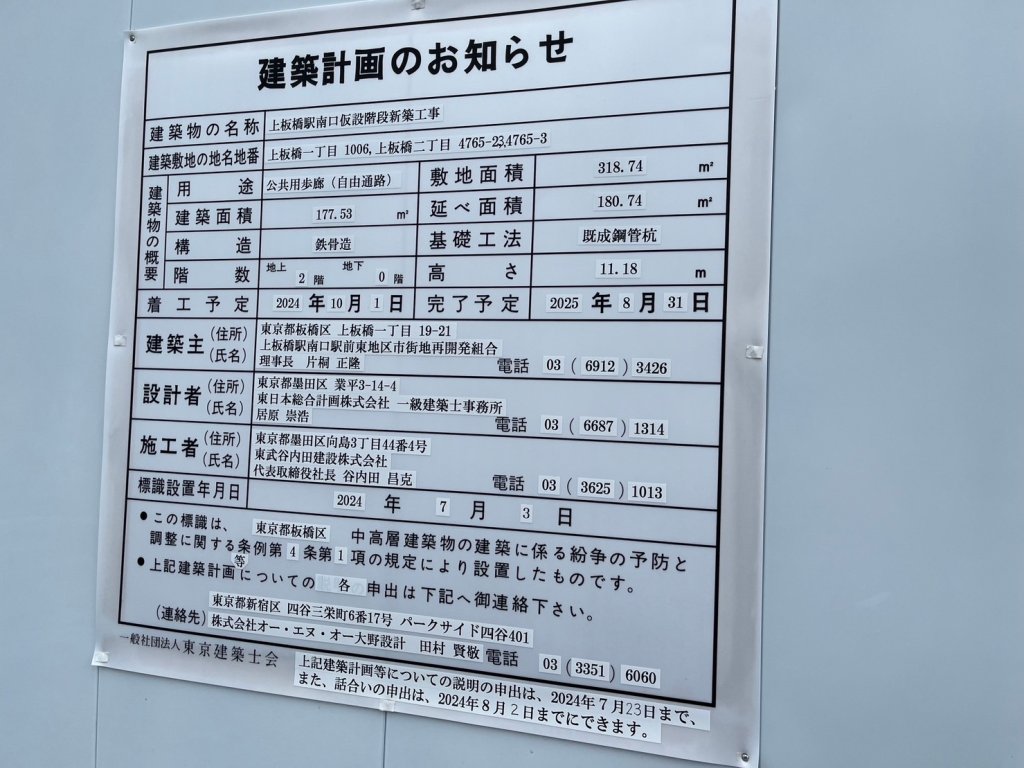 建築計画のお知らせ
建築物の名称 上板橋駅南口仮設階段新築工事
建築敷地の地名地番 上板橋一丁目 1006,上板橋二丁目 4765-23,4765-3
建築物の概要
用途 公共用歩廊（自由通路） 敷地面積 318.74 m²
建築面積 177.53 m² 延べ面積 180.74 m²
構造 鉄骨造 基礎工法 既成鋼管杭
階数 地上 2 階 地下 0 階 高さ 11.18 m
着工予定 2024 年 10 月 1 日 完了予定 2025 年 8 月 31 日
建築主（住所）（氏名） 東京都板橋区 上板橋一丁目 19-21
上板橋駅南口駅前東地区市街地再開発組合
理事長 片桐 正隆 電話 03 (6912) 3426
設計者（住所）（氏名） 東京都墨田区 業平3-14-4
東日本総合計画株式会社 一級建築士事務所
居原 崇浩 電話 03 (6687) 1314
施工者（住所）（氏名） 東京都墨田区向島3丁目44番4号
東武谷内田建設株式会社
代表取締役社長 谷内田 昌克 電話 03 (3625) 1013
標識設置年月日 2024 年 7 月 3 日
●この標識は、東京都板橋区 中高層建築物の建築に係る紛争の予防と
調整に関する条例第4条第1項の規定により設置したものです。
●上記建築計画等についての各申出は下記へ御連絡下さい。
（連絡先）東京都新宿区 四谷三栄町6番17号 パークサイド四谷401
株式会社オー・エヌ・オー大野設計 田村 賢敬 電話 03 (3351) 6060
一般社団法人 東京建築士会
上記建築計画等についての説明の申出は、2024年7月23日まで、
また、話合いの申出は、2024年8月2日までにできます。